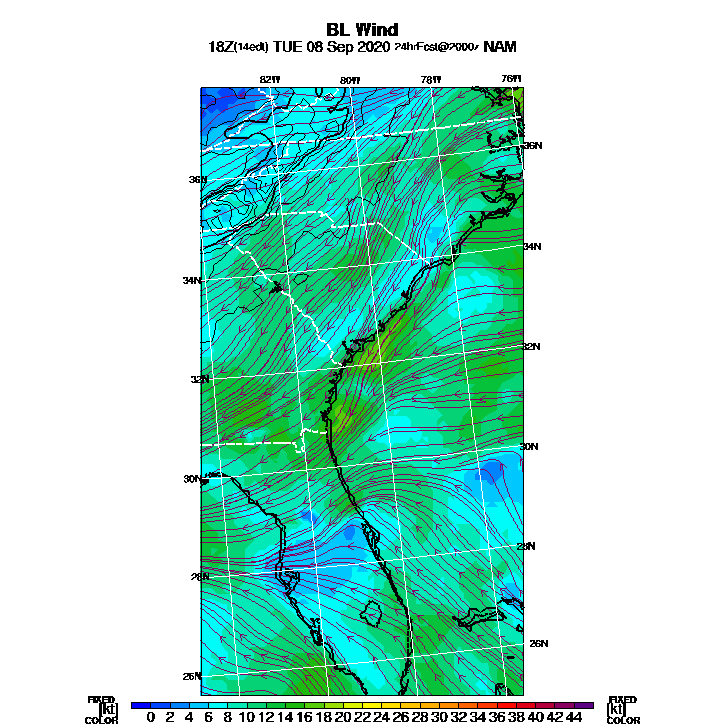 BL Wind
18Z(14edt) TUE 08 Sep 2020 24hrFcst@2000z NAM
82W 80W 78W 76W
36N
36N
34N
34N
32N
32N
30N
30N
28N
28N
26N
26N
FIXED FIXED
[kt] 0 2 4 6 8 10 12 14 16 18 20 22 24 26 28 30 32 34 36 38 40 42 44 [kt]
COLOR COLOR